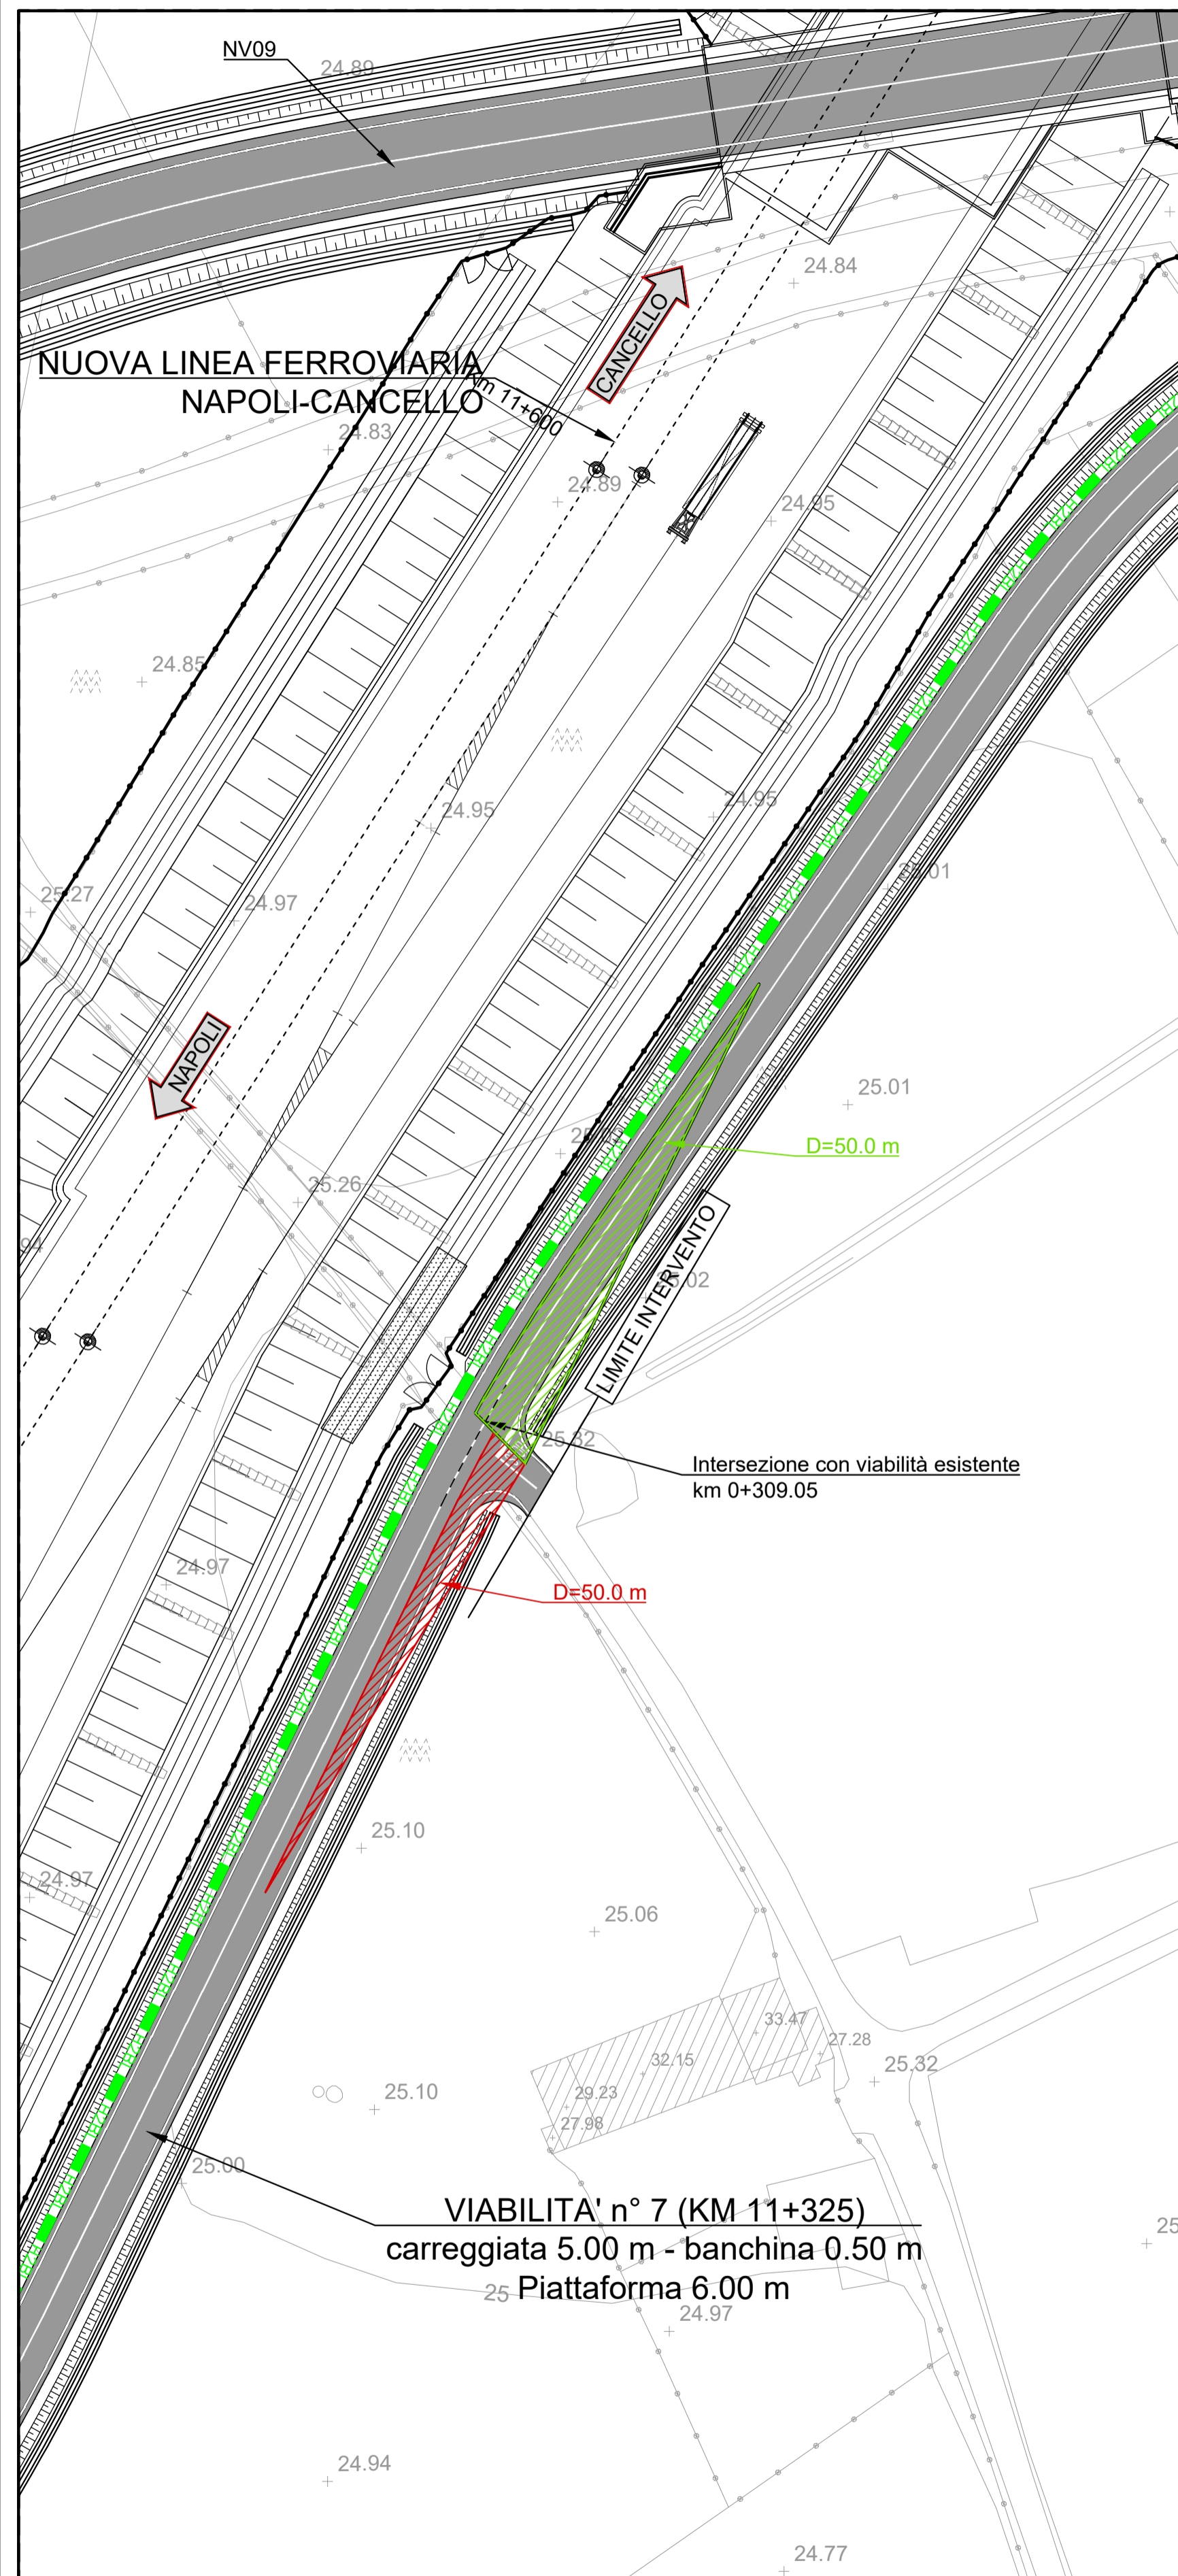 NV09
24.89
24.84
CANCELLO
NUOVA LINEA FERROVIARIA
NAPOLI-CANCELLO
km 11+600
24.83
24.89
24.95
24.85
24.95
24.95
25.01
25.27
24.97
NAPOLI
25.01
D=50.0 m
25.26
LIMITE INTERVENTO
25.02
25.32
Intersezione con viabilità esistente
km 0+309.05
24.97
D=50.0 m
25.10
24.97
25.06
33.47
27.28
32.15
25.32
29.23
25.10
27.98
25.00
VIABILITA' n° 7 (KM 11+325)
carreggiata 5.00 m - banchina 0.50 m
25
Piattaforma 6.00 m
24.97
24.94
24.77
H2BL